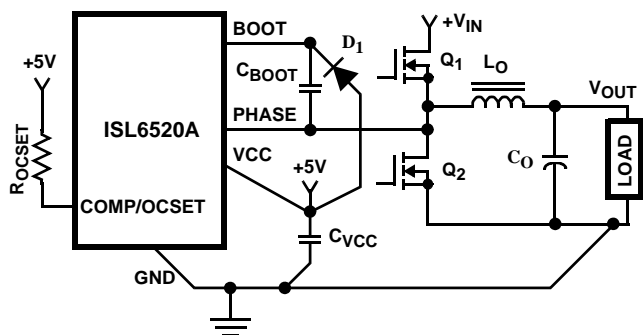 +VIN
BOOT
D1
Q1
LO
+5V
CBOOT
VOUT
ISL6520A
PHASE
VCC
ROCSET
+5V
Q2
CO
LOAD
COMP/OCSET
CVCC
GND